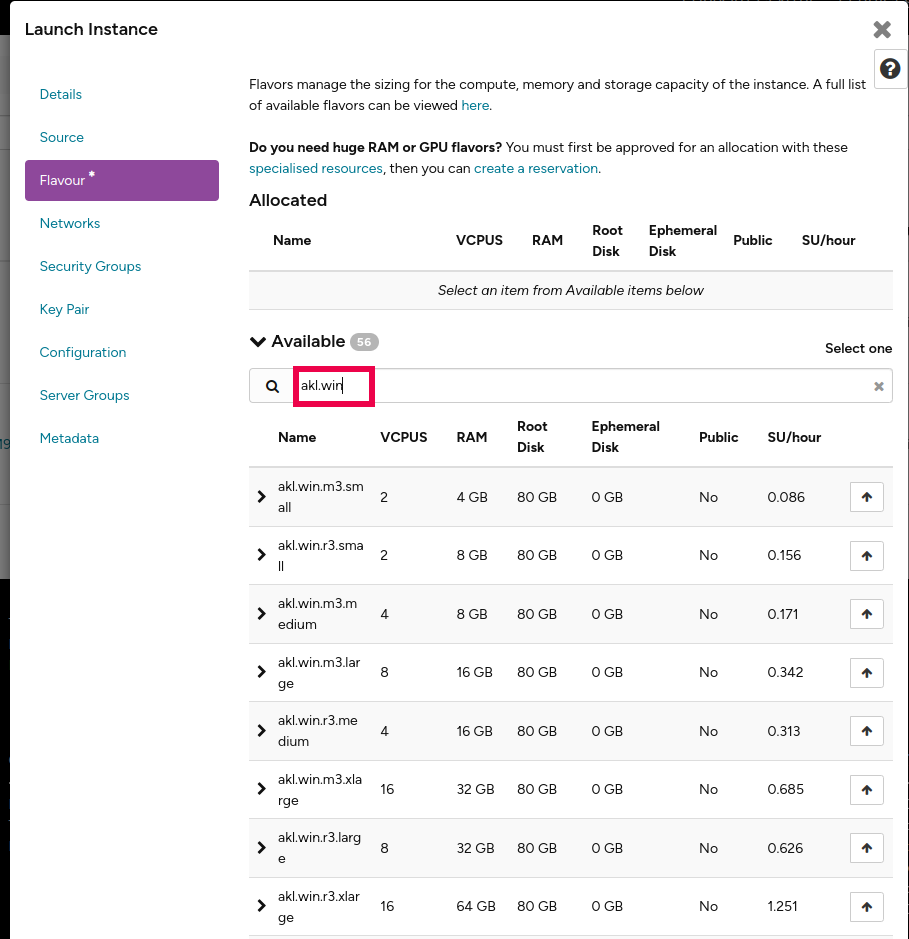 Launch Instance
Details
Source
Flavour *
Networks
Security Groups
Key Pair
Configuration
Server Groups
Metadata
Flavors manage the sizing for the compute, memory and storage capacity of the instance. A full list
of available flavors can be viewed here.
Do you need huge RAM or GPU flavors? You must first be approved for an allocation with these
specialised resources, then you can create a reservation.
Allocated
Name VCPUS RAM Root Disk Ephemeral Disk Public SU/hour
Select an item from Available items below
Available 56
Select one
akl.win
Name VCPUS RAM Root Disk Ephemeral Disk Public SU/hour
akl.win.m3.small 2 4 GB 80 GB 0 GB No 0.086
akl.win.r3.small 2 8 GB 80 GB 0 GB No 0.156
akl.win.m3.medium 4 8 GB 80 GB 0 GB No 0.171
akl.win.m3.large 8 16 GB 80 GB 0 GB No 0.342
akl.win.r3.medium 4 16 GB 80 GB 0 GB No 0.313
akl.win.m3.xlarge 16 32 GB 80 GB 0 GB No 0.685
akl.win.r3.large 8 32 GB 80 GB 0 GB No 0.626
akl.win.r3.xlarge 16 64 GB 80 GB 0 GB No 1.251